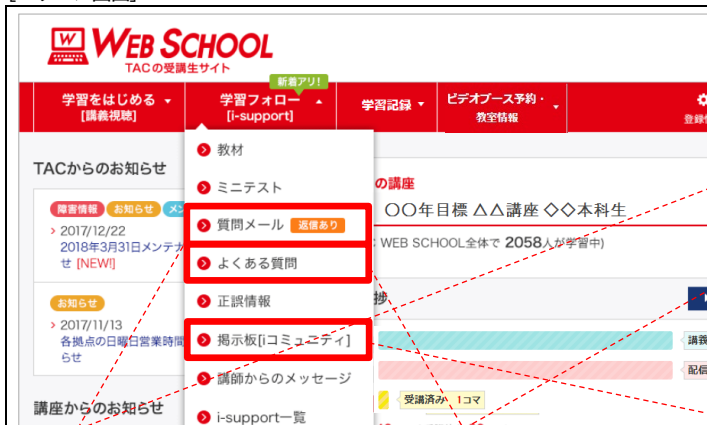 WEB SCHOOL
TACの受講生サイト
新着アリ!
学習をはじめる
[講義視聴]
学習フォロー
[i-support]
学習記録
ビデオブース予約・
教室情報
TACからのお知らせ
障害情報 お知らせ
2017/12/22
2018年3月31日メンテナ
せ [NEW!]
お知らせ
2017/11/13
各拠点の日曜日営業時間
らせ
講座からのお知らせ
教材
ミニテスト
質問メール 返信あり
よくある質問
正誤情報
掲示板[iコミュニティ]
講師からのメッセージ
i-support一覧
の講座
〇〇年目標 △△講座 ◇◇本科生
WEB SCHOOL全体で 2058人が学習中)
捗
講義
配信
受講済み 1コマ